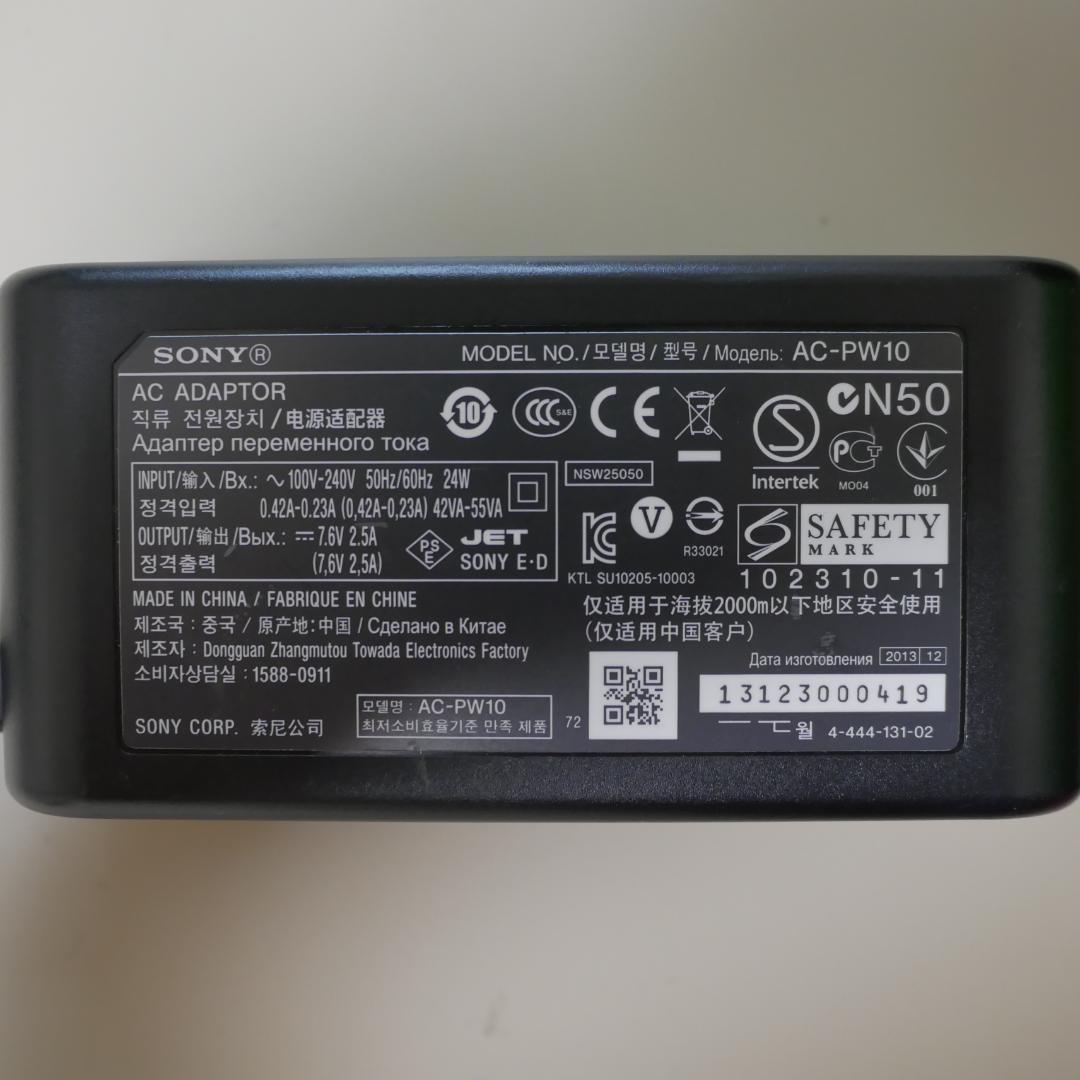 SONY®
MODEL NO./모델명/型号/Модель: AC-PW10
AC ADAPTOR
직류 전원장치/电源适配器
Адаптер переменного тока
INPUT/输入/Вх.: ～100V-240V 50Hz/60Hz 24W
정격입력 0.42A-0.23A (0,42A-0,23A) 42VA-55VA
OUTPUT/输出/Вых.: ⎓7.6V 2.5A
정격출력 (7,6V 2,5A)
PS E
JET
SONY E·D
10
CCC S&E
CE
N50
S
Intertek
PCT
MO04
001
NSW25050
KC
V
R33021
KTL SU10205-10003
S
SAFETY
MARK
102310-11
MADE IN CHINA / FABRIQUE EN CHINE
제조국 : 중국 / 原产地:中国 / Сделано в Китае
제조자 : Dongguan Zhangmutou Towada Electronics Factory
소비자상담실 : 1588-0911
SONY CORP. 索尼公司
모델명 : AC-PW10
최저소비효율기준 만족 제품
72
仅适用于海拔2000m以下地区安全使用
(仅适用中国客户)
Дата изготовления 2013 12
13123000419
월 4-444-131-02